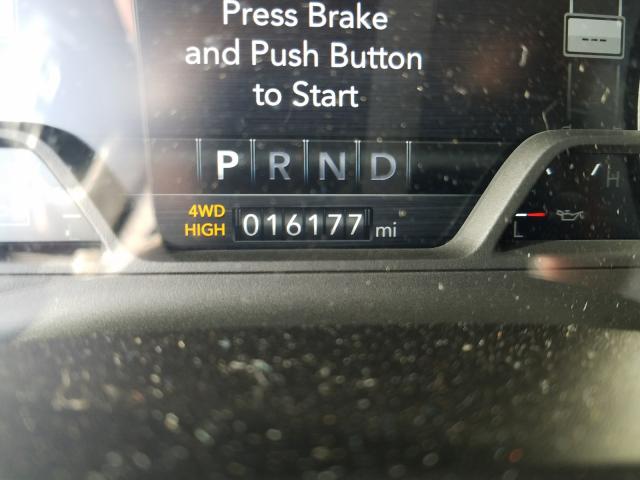 Press Brake
and Push Button
to Start
P R N D
4WD
HIGH 016177 mi
H
L
---